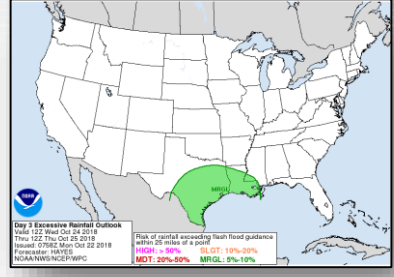 MRGL
NOAA
Day 3 Excessive Rainfall Outlook
Valid 12Z Wed Oct 24 2018
Thru 12Z Thu Oct 25 2018
Issued: 0758Z Mon Oct 22 2018
Forecaster: HAYES
NOAA/NWS/NCEP/WPC
Risk of rainfall exceeding flash flood guidance
within 25 miles of a point
HIGH: > 50% SLGT: 10%-20%
MDT: 20%-50% MRGL: 5%-10%